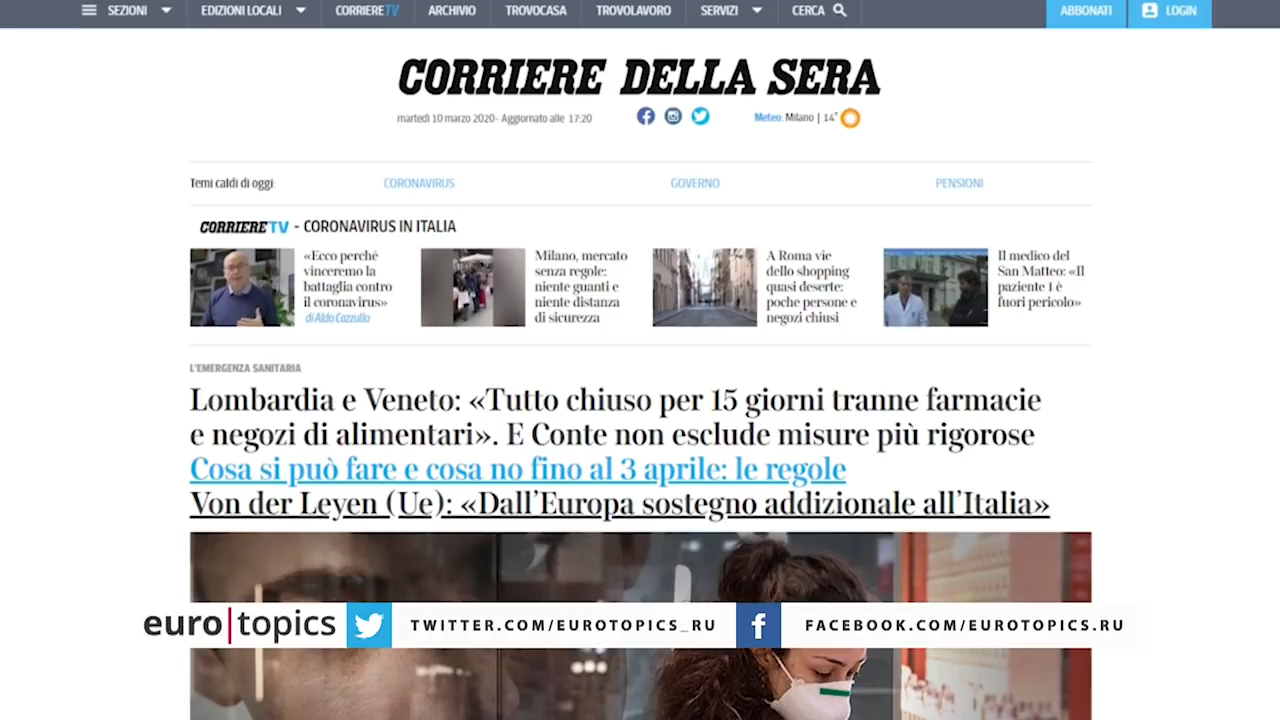 SEZIONI
EDIZIONI LOCALI
CORRIERETV
ARCHIVIO
TROVOCASA
TROVOLAVORO
SERVIZI
CERCA
ABBONATI
LOGIN
CORRIERE DELLA SERA
martedì 10 marzo 2020- Aggiornato alle 17:20
Meteo: Milano | 14°
Temi caldi di oggi:
CORONAVIRUS
GOVERNO
PENSIONI
CORRIERETV - CORONAVIRUS IN ITALIA
«Ecco perché
vinceremo la
battaglia contro
il coronavirus»
di Aldo Cazzullo
Milano, mercato
senza regole:
niente guanti e
niente distanza
di sicurezza
A Roma vie
dello shopping
quasi deserte:
poche persone e
negozi chiusi
Il medico del
San Matteo: «Il
paziente 1 è
fuori pericolo»
L'EMERGENZA SANITARIA
Lombardia e Veneto: «Tutto chiuso per 15 giorni tranne farmacie
e negozi di alimentari». E Conte non esclude misure più rigorose
Cosa si può fare e cosa no fino al 3 aprile: le regole
Von der Leyen (Ue): «Dall'Europa sostegno addizionale all'Italia»
euro|topics
TWITTER.COM/EUROTOPICS_RU
FACEBOOK.COM/EUROTOPICS.RU